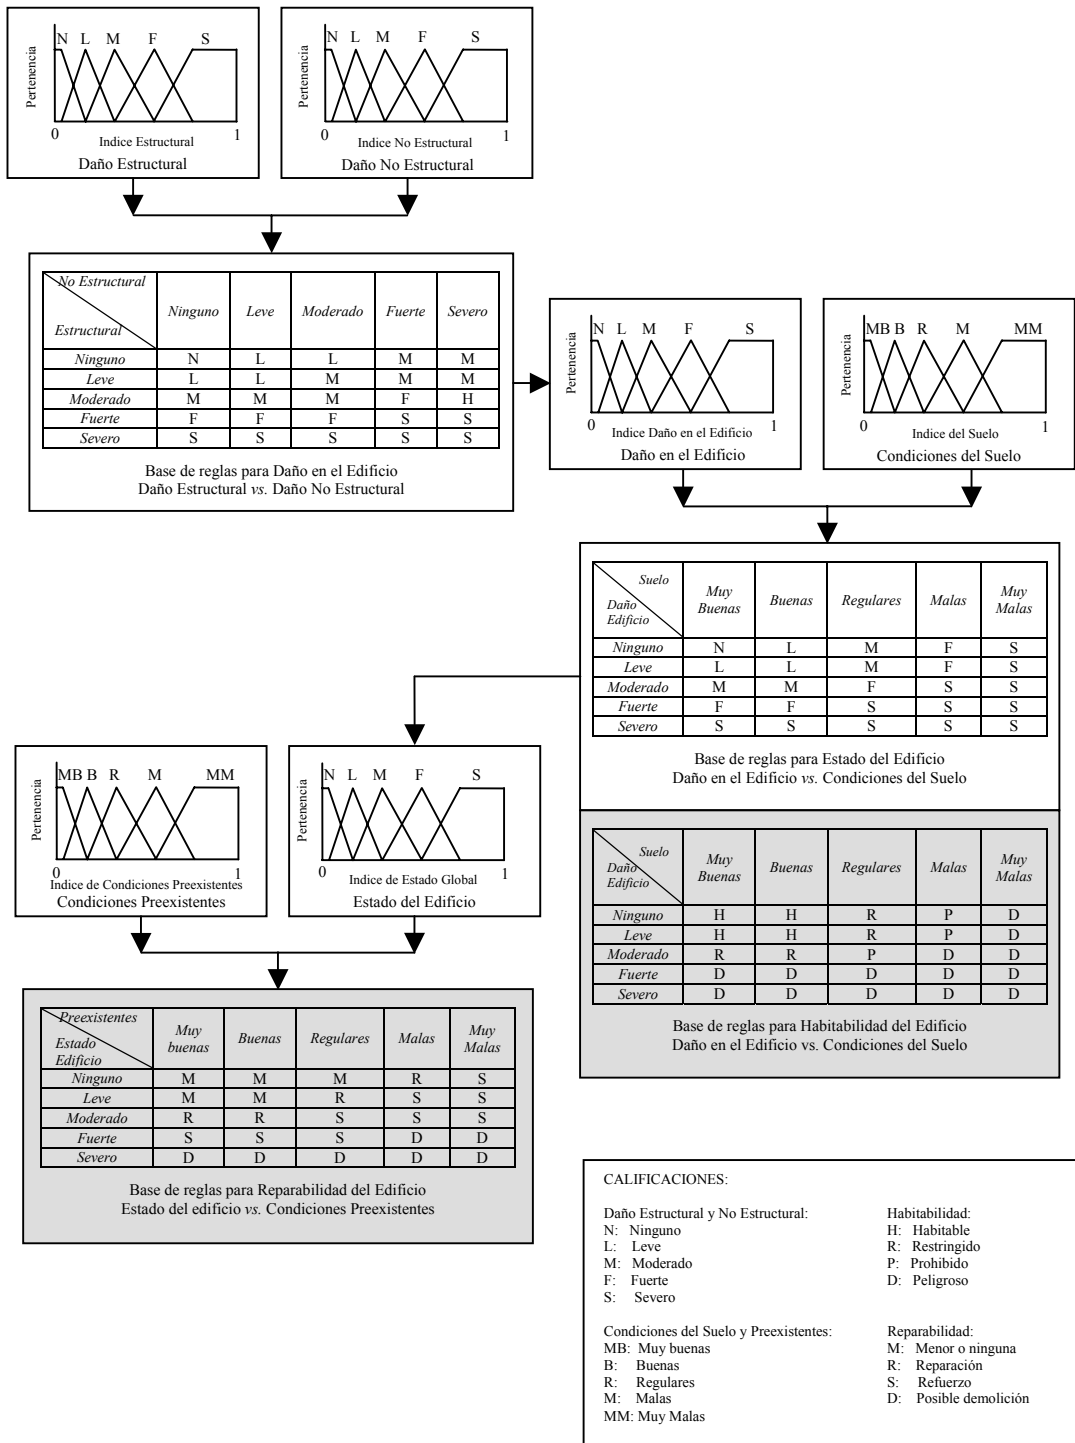 N L M F S
Pertenencia
0 Indice Estructural 1
Daño Estructural
N L M F S
Pertenencia
0 Indice No Estructural 1
Daño No Estructural
No Estructural
Estructural
Ninguno Leve Moderado Fuerte Severo
Ninguno N L L M M
Leve L L M M M
Moderado M M M F H
Fuerte F F F S S
Severo S S S S S
Base de reglas para Daño en el Edificio
Daño Estructural vs. Daño No Estructural
N L M F S
Pertenencia
0 Indice Daño en el Edificio 1
Daño en el Edificio
MB B R M MM
Pertenencia
0 Indice del Suelo 1
Condiciones del Suelo
Suelo
Daño
Edificio
Muy Buenas Buenas Regulares Malas Muy Malas
Ninguno N L M F S
Leve L L M F S
Moderado M M F S S
Fuerte F F S S S
Severo S S S S S
Base de reglas para Estado del Edificio
Daño en el Edificio vs. Condiciones del Suelo
MB B R M MM
Pertenencia
0 Indice de Condiciones Preexistentes 1
Condiciones Preexistentes
N L M F S
Pertenencia
0 Indice de Estado Global 1
Estado del Edificio
Suelo
Daño
Edificio
Muy Buenas Buenas Regulares Malas Muy Malas
Ninguno H H R P D
Leve H H R P D
Moderado R R P D D
Fuerte D D D D D
Severo D D D D D
Base de reglas para Habitabilidad del Edificio
Daño en el Edificio vs. Condiciones del Suelo
Preexistentes
Estado
Edificio
Muy buenas Buenas Regulares Malas Muy Malas
Ninguno M M M R S
Leve M M R S S
Moderado R R S S S
Fuerte S S S D D
Severo D D D D D
Base de reglas para Reparabilidad del Edificio
Estado del edificio vs. Condiciones Preexistentes
CALIFICACIONES:
Daño Estructural y No Estructural:
N: Ninguno
L: Leve
M: Moderado
F: Fuerte
S: Severo
Habitabilidad:
H: Habitable
R: Restringido
P: Prohibido
D: Peligroso
Condiciones del Suelo y Preexistentes:
MB: Muy buenas
B: Buenas
R: Regulares
M: Malas
MM: Muy Malas
Reparabilidad:
M: Menor o ninguna
R: Reparación
S: Refuerzo
D: Posible demolición